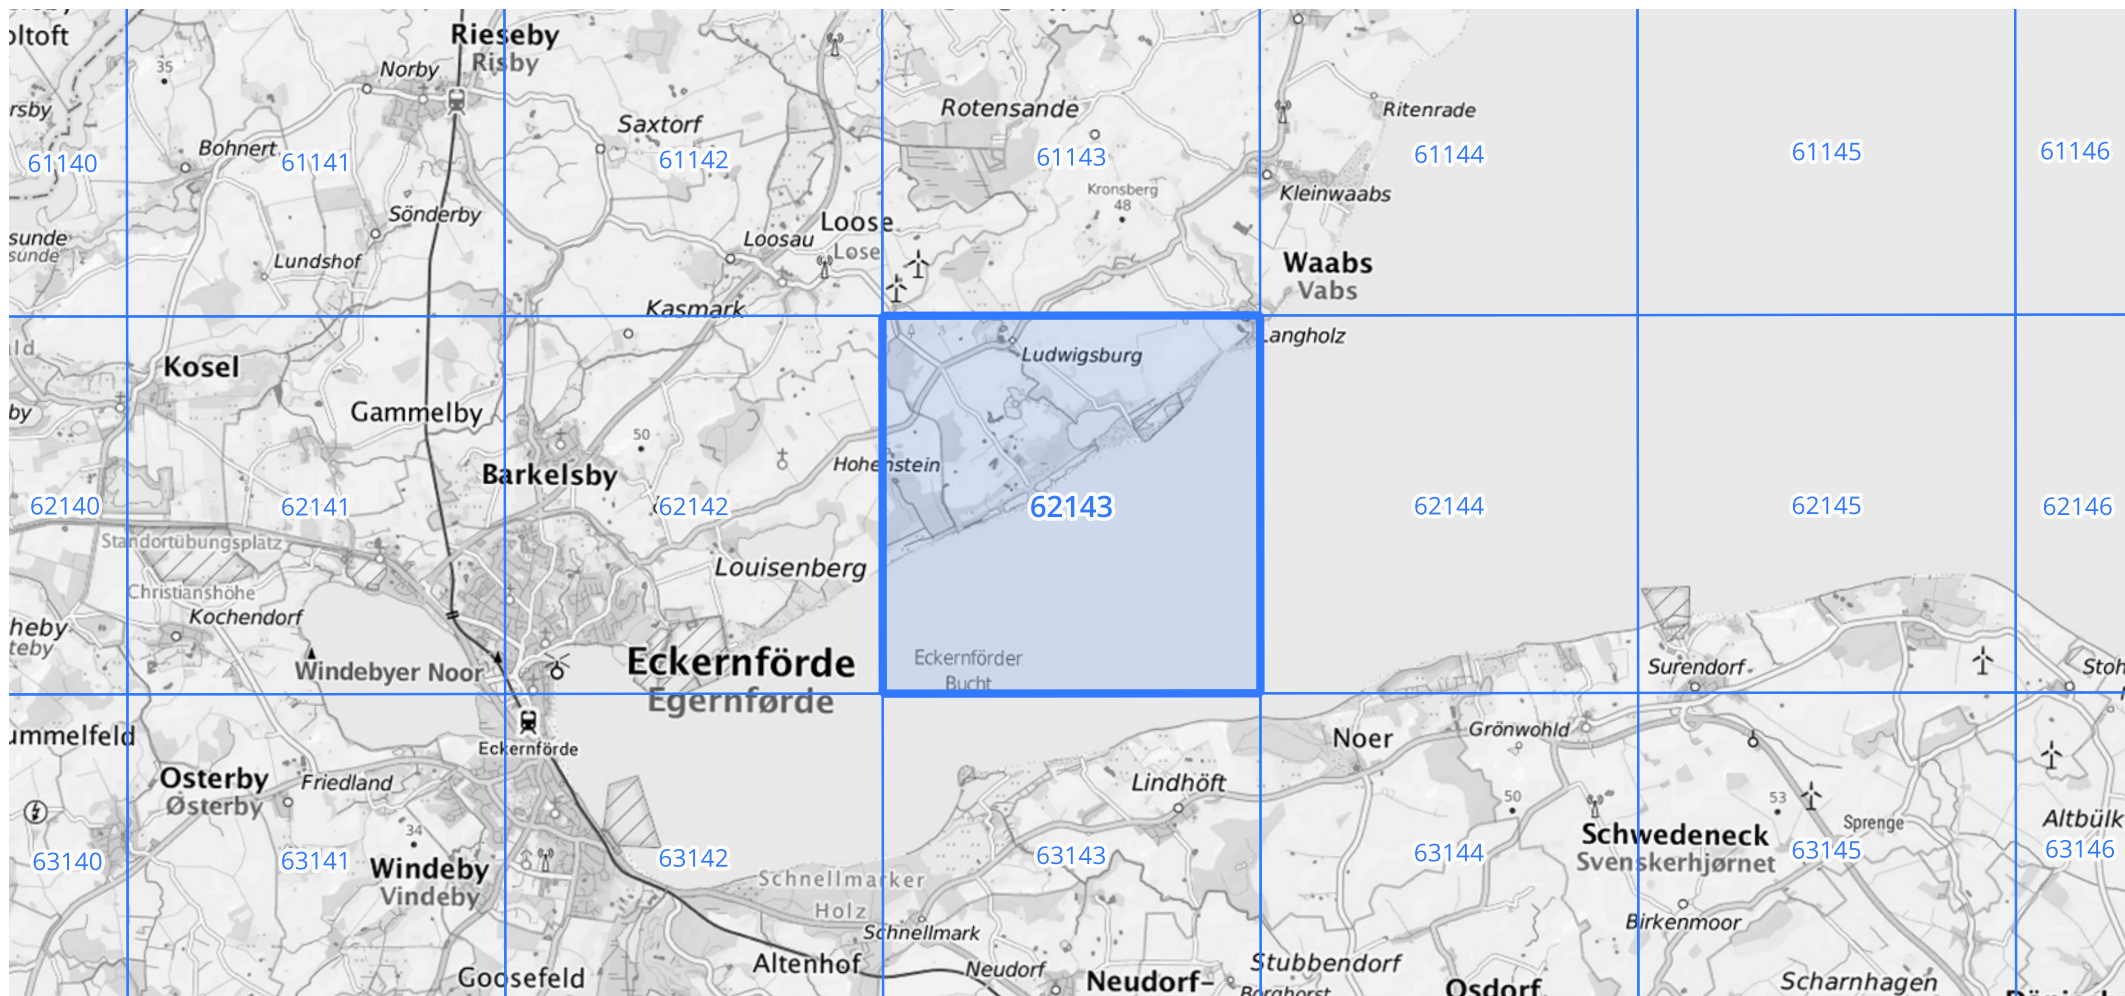 oltoft
Rieseby
Risby
35
Norby
rsby
Rotensande
Ritenrade
Saxtorf
Bohnert
61140
61141
61142
61143
61144
61145
61146
Kronsberg
48
Kleinwaabs
Sönderby
Loose
Lose
Loosau
sunde
sunde
Lundshof
Waabs
Vabs
Kasmark
Langholz
ld
Kosel
Ludwigsburg
by
Gammelby
50
Hohenstein
Barkelsby
62140
62141
62142
62143
62144
62145
62146
Standortübungsplatz
Christianshöhe
Louisenberg
Kochendorf
heby
teby
Windebyer Noor
Eckernförde
Egernførde
Eckernförder
Bucht
Surendorf
Stoh
ummelfeld
Eckernförde
Noer
Grönwohld
Osterby
Østerby
Friedland
Lindhöft
50
53
34
Schwedeneck
Svenskerhjørnet
Sprenge
Altbülk
63140
63141
63142
63143
63144
63145
63146
Windeby
Vindeby
Schnellmarker
Holz
Schnellmark
Birkenmoor
Goosefeld
Altenhof
Neudorf
Neudorf-
Stubbendorf
Borghorst
Osdorf
Scharnhagen